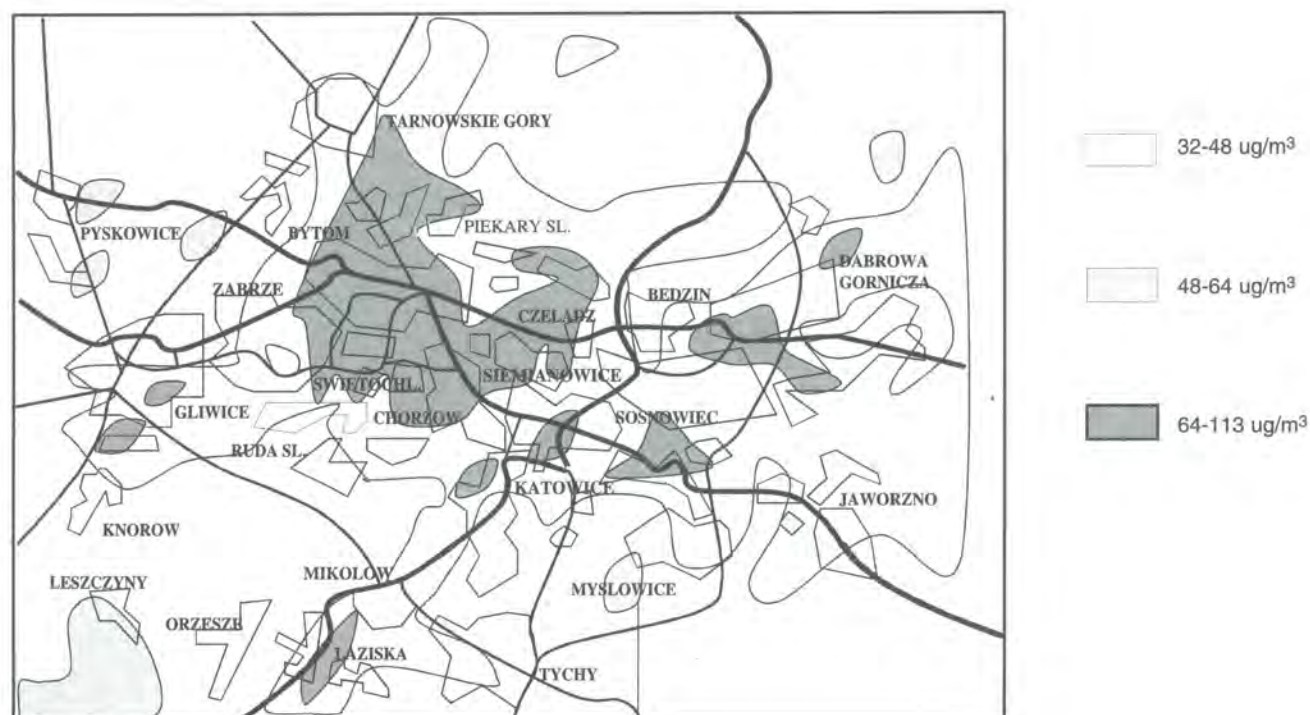 TARNOWSKIE GORY
32-48 ug/m³
PYSKOWICE
BYTOM
PIEKARY SL.
DABROWA
GORNICZA
ZABRZE
BEDZIN
48-64 ug/m³
CZELADZ
SWIETOCHL.
SIEMIANOWICE
GLIWICE
CHORZOW
SOSNOWIEC
64-113 ug/m³
RUDA SL.
KATOWICE
JAWORZNO
KNOROW
LESZCZYNY
MIKOLOW
MYSLOWICE
ORZESZE
LAZISKA
TYCHY